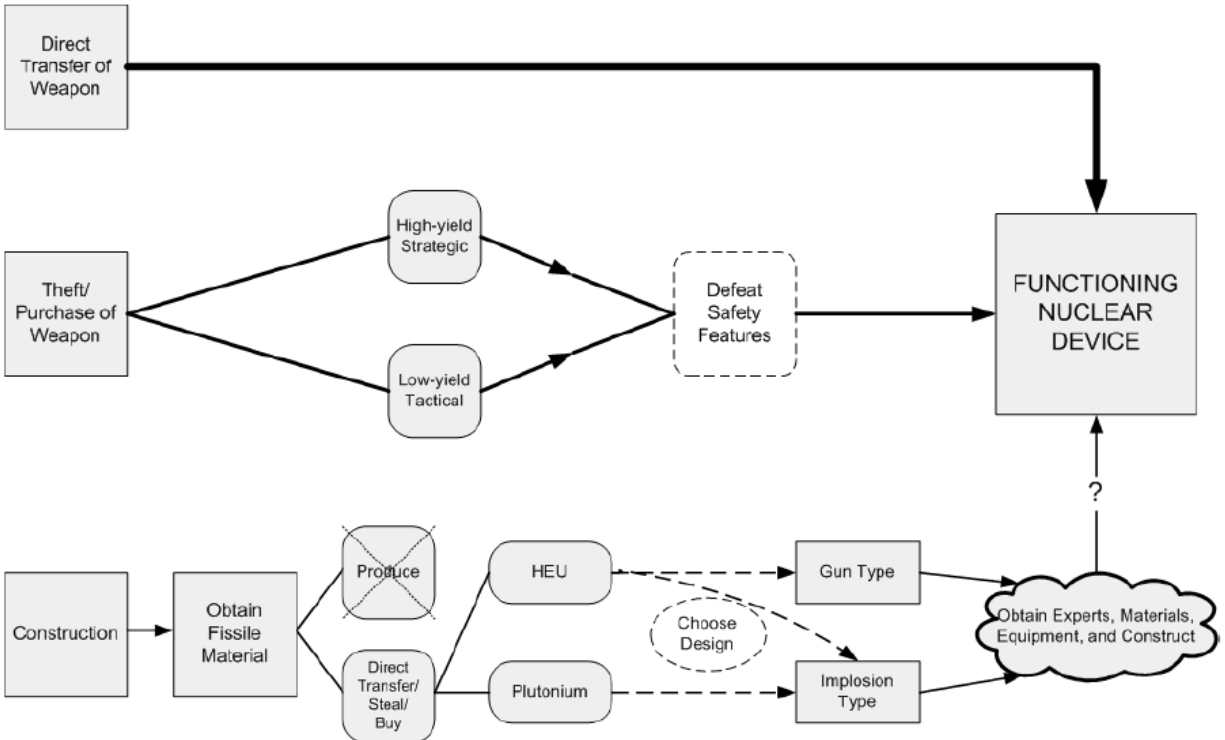 Direct
Transfer of
Weapon
High-yield
Strategic
Theft/
Purchase of
Weapon
Defeat
Safety
Features
FUNCTIONING
NUCLEAR
DEVICE
Low-yield
Tactical
?
Construction
Obtain
Fissile
Material
Produce
Direct
Transfer/
Steal/
Buy
HEU
Plutonium
Choose
Design
Gun Type
Implosion
Type
Obtain Experts, Materials,
Equipment, and Construct